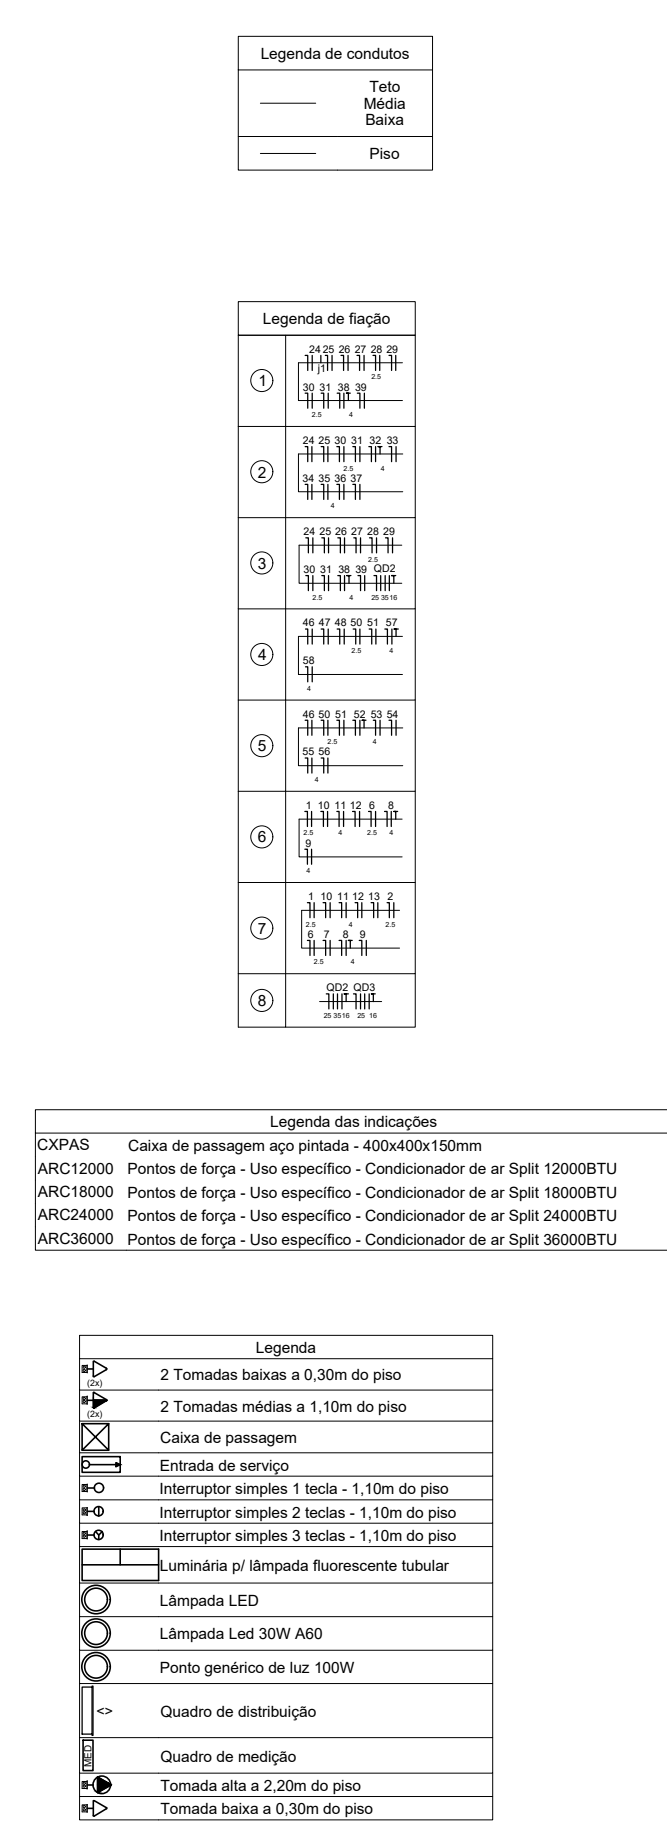 Legenda de condutos
Teto
Média
Baixa
Piso
Legenda de fiação
1
24 25 26 27 28 29
j1
2.5
30 31 38 39
2.5 4
2
24 25 30 31 32 33
2.5 4
34 35 36 37
4
3
24 25 26 27 28 29
2.5
30 31 38 39 QD2
2.5 4 25 35 16
4
46 47 48 50 51 57
2.5 4
58
4
5
46 50 51 52 53 54
2.5 4
55 56
4
6
1 10 11 12 6 8
2.5 4 2.5 4
9
4
7
1 10 11 12 13 2
2.5 4 2.5
6 7 8 9
2.5 4
8
QD2 QD3
25 35 16 25 16
Legenda das indicações
CXPAS Caixa de passagem aço pintada - 400x400x150mm
ARC12000 Pontos de força - Uso específico - Condicionador de ar Split 12000BTU
ARC18000 Pontos de força - Uso específico - Condicionador de ar Split 18000BTU
ARC24000 Pontos de força - Uso específico - Condicionador de ar Split 24000BTU
ARC36000 Pontos de força - Uso específico - Condicionador de ar Split 36000BTU
Legenda
(2x) 2 Tomadas baixas a 0,30m do piso
(2x) 2 Tomadas médias a 1,10m do piso
Caixa de passagem
Entrada de serviço
Interruptor simples 1 tecla - 1,10m do piso
Interruptor simples 2 teclas - 1,10m do piso
Interruptor simples 3 teclas - 1,10m do piso
Luminária p/ lâmpada fluorescente tubular
Lâmpada LED
Lâmpada Led 30W A60
Ponto genérico de luz 100W
<> Quadro de distribuição
MED Quadro de medição
Tomada alta a 2,20m do piso
Tomada baixa a 0,30m do piso